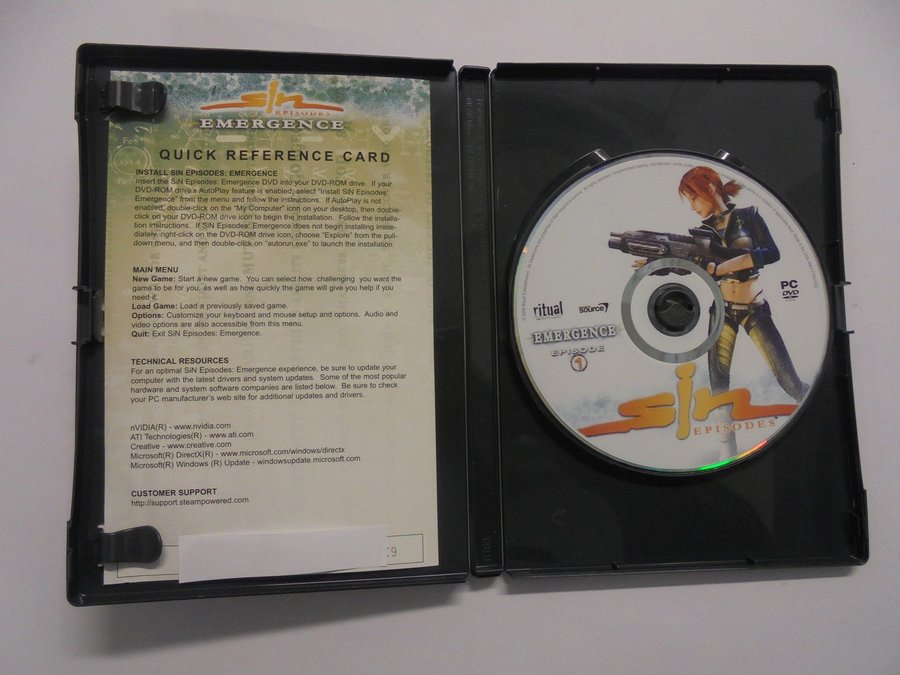 sin
EPISODES
EMERGENCE
QUICK REFERENCE CARD
INSTALL SIN EPISODES: EMERGENCE
Insert the SiN Episodes: Emergence DVD into your DVD-ROM drive. If your
DVD-ROM drive's AutoPlay feature is enabled, select "Install SiN Episodes:
Emergence" from the menu and follow the instructions. If AutoPlay is not
enabled, double-click on the "My Computer" icon on your desktop, then double-
click on your DVD-ROM drive icon to begin the installation. Follow the installa-
tion instructions. If SiN Episodes: Emergence does not begin installing imme-
diately, right-click on the DVD-ROM drive icon, choose "Explore" from the pull-
down menu, and then double-click on "autorun.exe" to launch the installation.
MAIN MENU
New Game: Start a new game. You can select how challenging you want the
game to be for you, as well as how quickly the game will give you help if you
need it.
Load Game: Load a previously saved game.
Options: Customize your keyboard and mouse setup and options. Audio and
video options are also accessible from this menu.
Quit: Exit SiN Episodes: Emergence.
TECHNICAL RESOURCES
For an optimal SiN Episodes: Emergence experience, be sure to update your
computer with the latest drivers and system updates. Some of the most popular
hardware and system software companies are listed below. Be sure to check
your PC manufacturer's web site for additional updates and drivers.
nVIDIA(R) - www.nvidia.com
ATI Technologies(R) - www.ati.com
Creative - www.creative.com
Microsoft(R) DirectX(R) - www.microsoft.com/windows/directx
Microsoft(R) Windows (R) Update - windowsupdate.microsoft.com
CUSTOMER SUPPORT
http://support.steampowered.com
C9
PC
DVD
ritual
source
EMERGENCE
EPISODE
1
sin
EPISODES